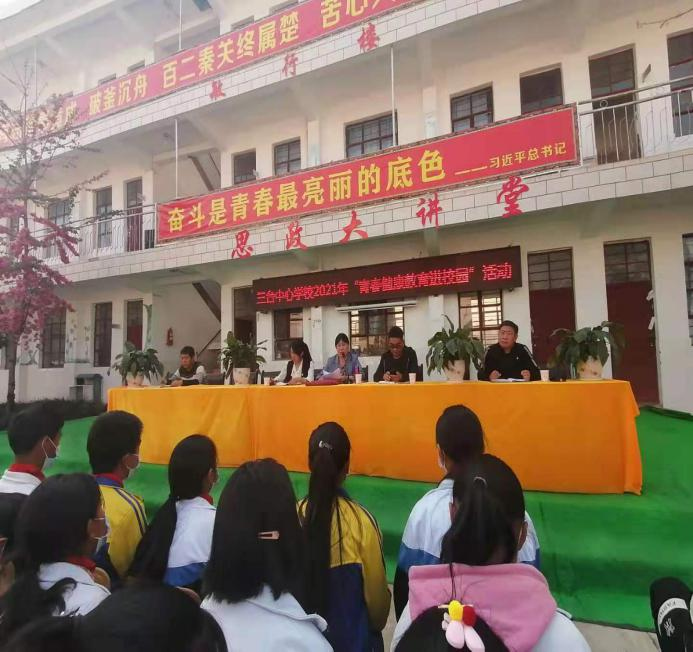 破釜沉舟 百二秦关终属楚 苦心人
敏行楼
奋斗是青春最亮丽的底色 ——习近平总书记
思政大讲堂
三台中心学校2021年“青春健康教育进校园”活动